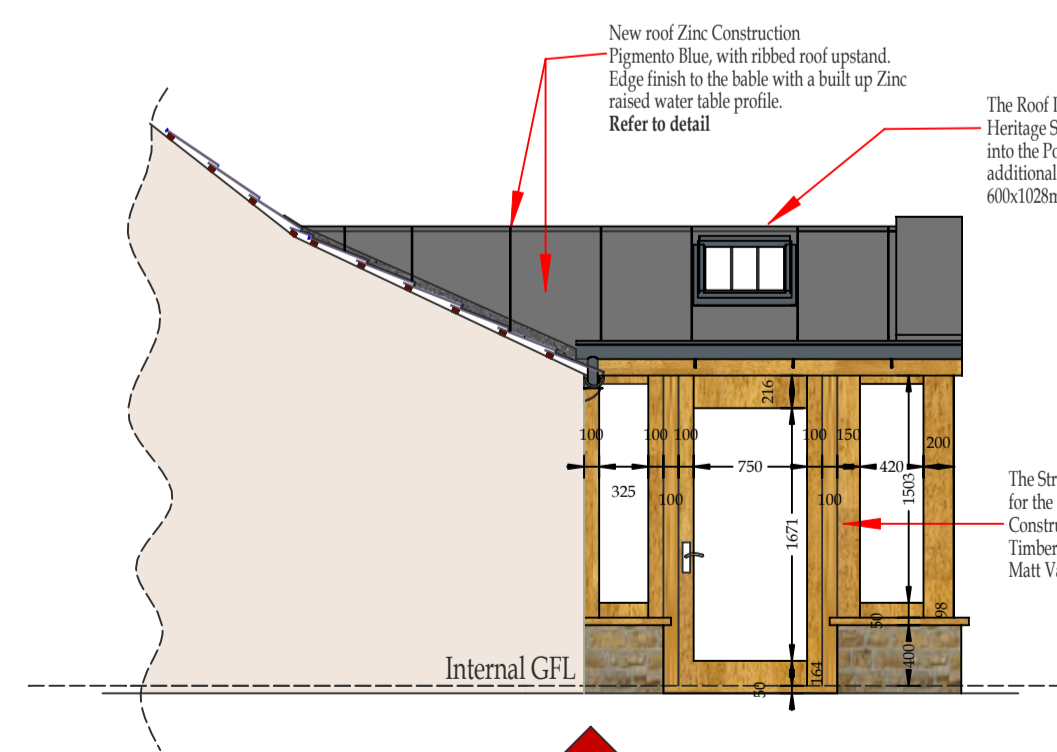 New roof Zinc Construction
Pigmento Blue, with ribbed roof upstand.
Edge finish to the bable with a built up Zinc
raised water table profile.
Refer to detail
The Roof
Heritage
into the
additional
600x1028m
216
100
100
100
100
150
200
750
420
325
100
100
1503
1671
The
for the
Timber
Matt
98
50
400
164
50
Internal GFL